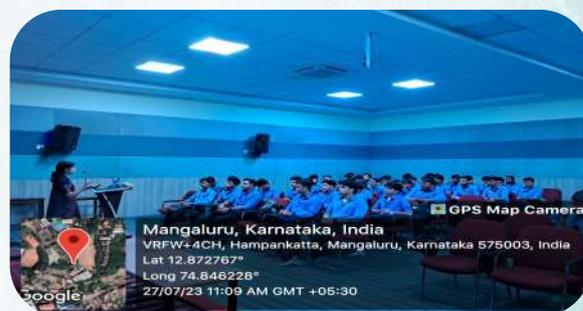 GPS Map Camera
Mangaluru, Karnataka, India
VRFW+4CH, Hampankatta, Mangaluru, Karnataka 575003, India
Lat 12.872767°
Long 74.846228°
27/07/23 11:09 AM GMT +05:30
Google